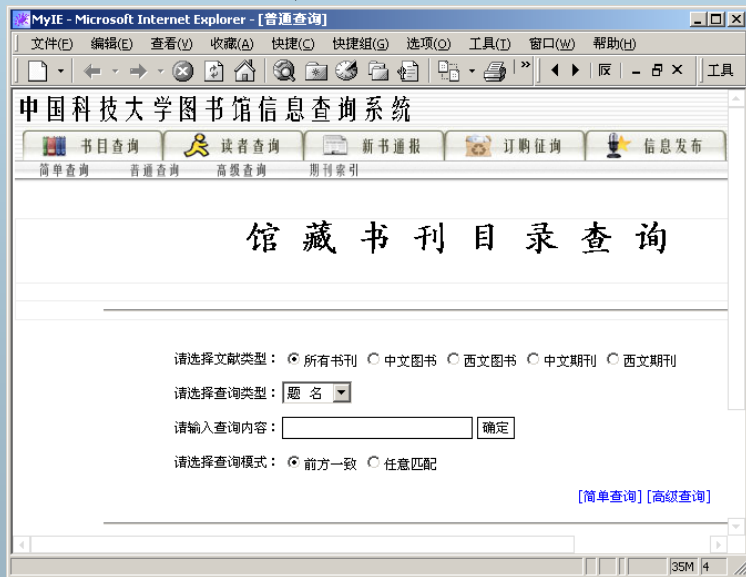 MyIE - Microsoft Internet Explorer - [普通查询]
文件(F) 编辑(E) 查看(V) 收藏(A) 快捷(C) 快捷组(G) 选项(O) 工具(T) 窗口(W) 帮助(H)
» 反 工具
中国科技大学图书馆信息查询系统
书目查询 读者查询 新书通报 订购征询 信息发布
简单查询 普通查询 高级查询 期刊索引
馆藏书刊目录查询
请选择文献类型： 所有书刊 中文图书 西文图书 中文期刊 西文期刊
请选择查询类型： 题 名
请输入查询内容： 确定
请选择查询模式： 前方一致 任意匹配
[简单查询] [高级查询]
35M 4